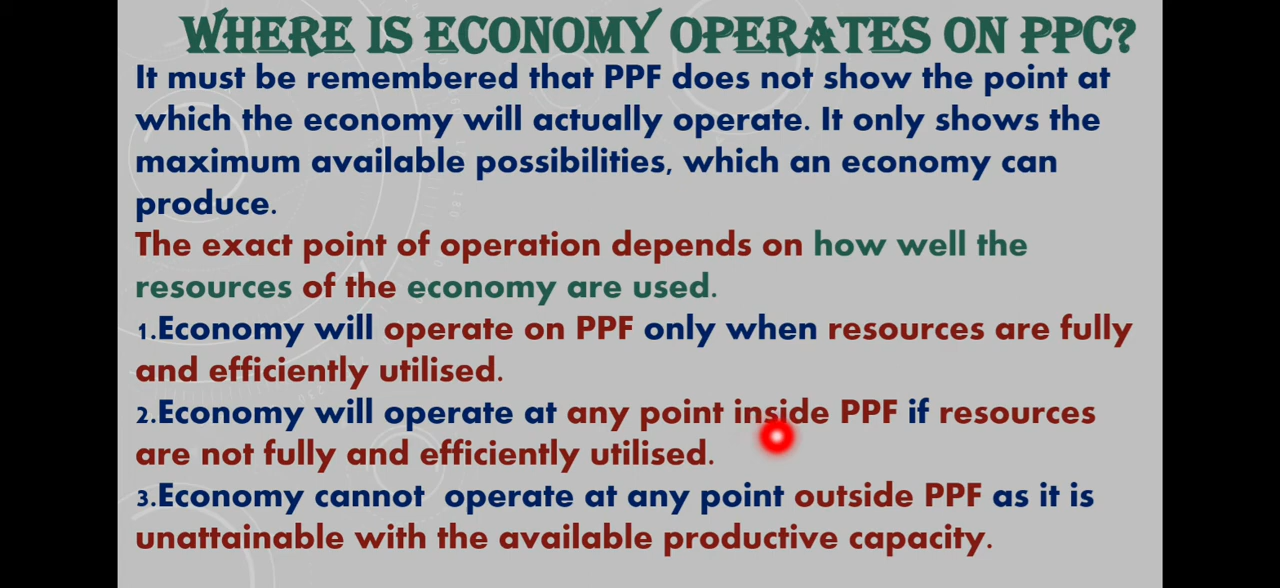 WHERE IS ECONOMY OPERATES ON PPC?
It must be remembered that PPF does not show the point at
which the economy will actually operate. It only shows the
maximum available possibilities, which an economy can
produce.
The exact point of operation depends on how well the
resources of the economy are used.
1.Economy will operate on PPF only when resources are fully
and efficiently utilised.
2.Economy will operate at any point inside PPF if resources
are not fully and efficiently utilised.
3.Economy cannot operate at any point outside PPF as it is
unattainable with the available productive capacity.